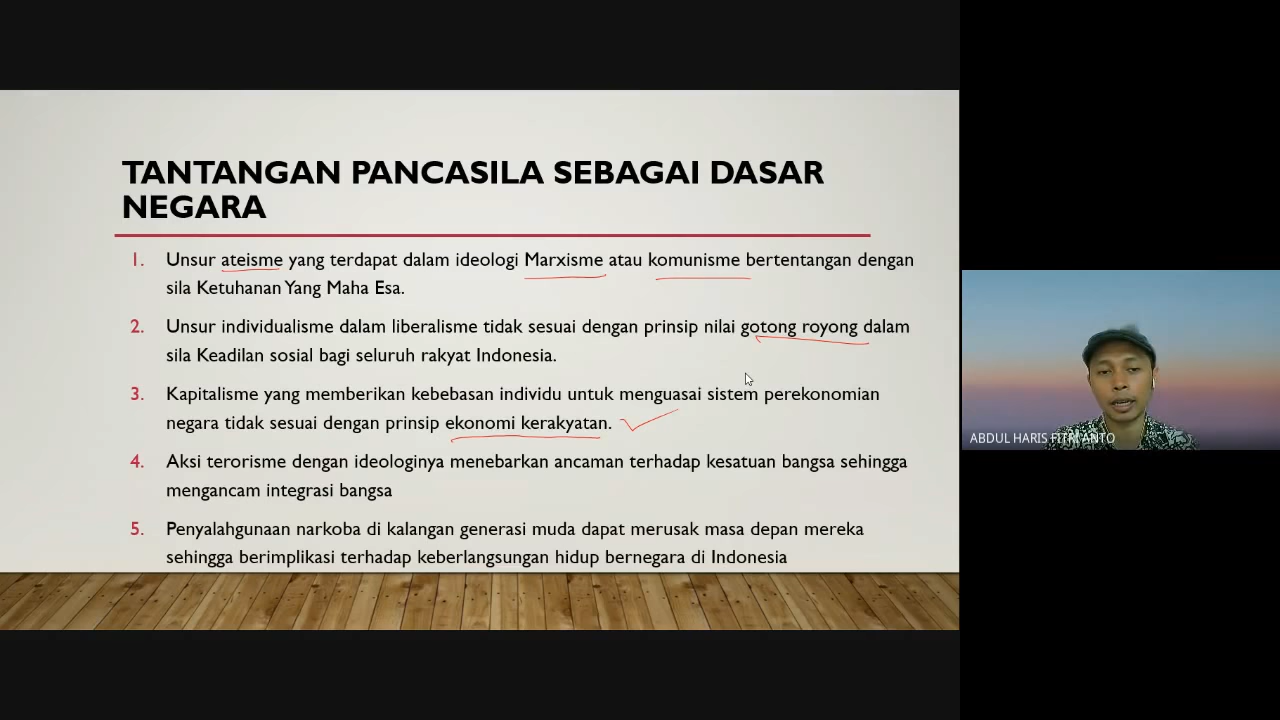 TANTANGAN PANCASILA SEBAGAI DASAR
NEGARA
1. Unsur ateisme yang terdapat dalam ideologi Marxisme atau komunisme bertentangan dengan
sila Ketuhanan Yang Maha Esa.
2. Unsur individualisme dalam liberalisme tidak sesuai dengan prinsip nilai gotong royong dalam
sila Keadilan sosial bagi seluruh rakyat Indonesia.
3. Kapitalisme yang memberikan kebebasan individu untuk menguasai sistem perekonomian
negara tidak sesuai dengan prinsip ekonomi kerakyatan.
4. Aksi terorisme dengan ideologinya menebarkan ancaman terhadap kesatuan bangsa sehingga
mengancam integrasi bangsa
5. Penyalahgunaan narkoba di kalangan generasi muda dapat merusak masa depan mereka
sehingga berimplikasi terhadap keberlangsungan hidup bernegara di Indonesia
ABDUL HARIS FITRI ANTO